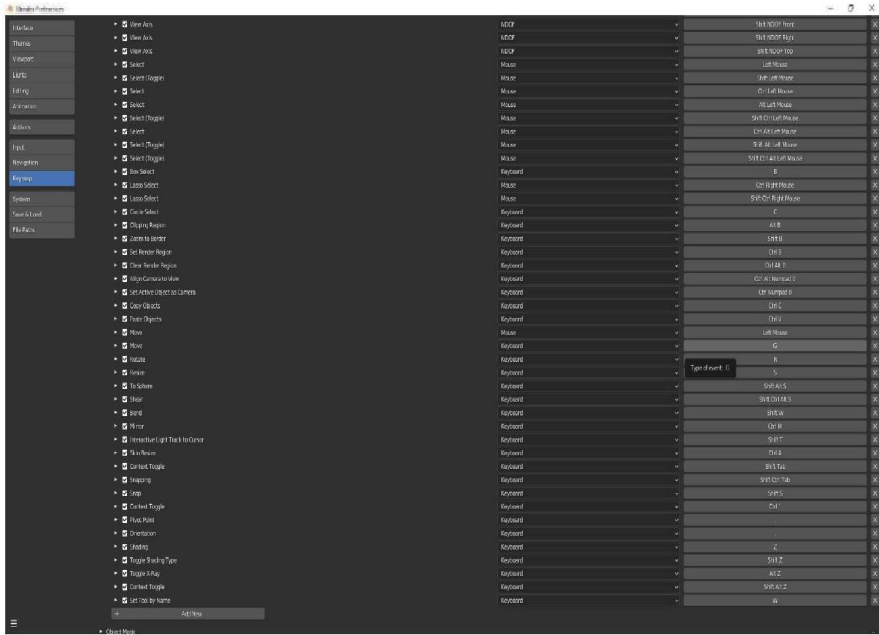 Blender Preferences
Interface
Themes
Viewport
Lights
Editing
Animation
Add-ons
Input
Navigation
Keymap
System
Save & Load
File Paths
View Axis NDOF Shift NDOF Front X
View Axis NDOF Shift NDOF Right X
View Axis NDOF Shift NDOF Top X
Select Mouse Left Mouse X
Select (Toggle) Mouse Shift Left Mouse X
Select Mouse Ctrl Left Mouse X
Select Mouse Alt Left Mouse X
Select (Toggle) Mouse Shift Ctrl Left Mouse X
Select Mouse Ctrl Alt Left Mouse X
Select (Toggle) Mouse Shift Alt Left Mouse X
Select (Toggle) Mouse Shift Ctrl Alt Left Mouse X
Box Select Keyboard B X
Lasso Select Mouse Ctrl Right Mouse X
Lasso Select Mouse Shift Ctrl Right Mouse X
Circle Select Keyboard C X
Clipping Region Keyboard Alt B X
Zoom to Border Keyboard Shift B X
Set Render Region Keyboard Ctrl B X
Clear Render Region Keyboard Ctrl Alt B X
Align Camera to View Keyboard Ctrl Alt Numpad 0 X
Set Active Object as Camera Keyboard Ctrl Numpad 0 X
Copy Objects Keyboard Ctrl C X
Paste Objects Keyboard Ctrl V X
Move Mouse Left Mouse X
Move Keyboard G X
Rotate Keyboard R X
Resize Keyboard S X
Type of event: G
To Sphere Keyboard Shift Alt S X
Shear Keyboard Shift Ctrl Alt S X
Bend Keyboard Shift W X
Mirror Keyboard Ctrl M X
Interactive Light Track to Cursor Keyboard Shift T X
Skin Resize Keyboard Ctrl A X
Context Toggle Keyboard Shift Tab X
Snapping Keyboard Shift Ctrl Tab X
Snap Keyboard Shift S X
Context Toggle Keyboard Ctrl X
Pivot Point Keyboard . X
Orientation Keyboard , X
Shading Keyboard Z X
Toggle Shading Type Keyboard Shift Z X
Toggle X-Ray Keyboard Alt Z X
Context Toggle Keyboard Shift Alt Z X
Set Tool by Name Keyboard W X
+ Add New
Object Mode